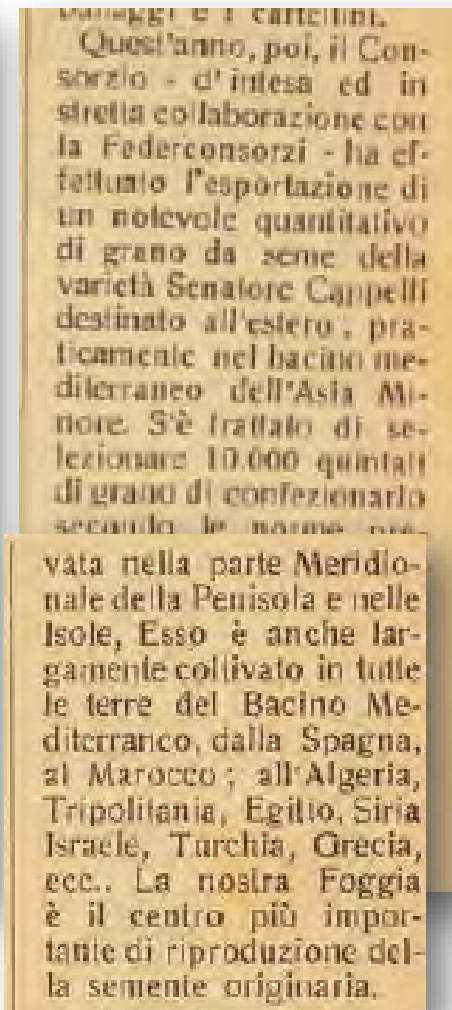 e i cartellini.
Quest'anno, poi, il Con-
sorzio - d'intesa ed in
stretta collaborazione con
la Federconsorzi - ha ef-
fettuato l'esportazione di
un notevole quantitativo
di grano da seme della
varietà Senatore Cappelli
destinato all'estero, pra-
ticamente nel bacino me-
diterraneo dell'Asia Mi-
nore. S'è trattato di se-
lezionare 10.000 quintali
di grano di confezionarlo
secondo le norme pre-
vata nella parte Meridio-
nale della Penisola e nelle
Isole, Esso è anche lar-
gamente coltivato in tutte
le terre del Bacino Me-
diterraneo, dalla Spagna,
al Marocco; all'Algeria,
Tripolitania, Egitto, Siria
Israele, Turchia, Grecia,
ecc.. La nostra Foggia
è il centro più impor-
tante di riproduzione del-
la semente originaria.